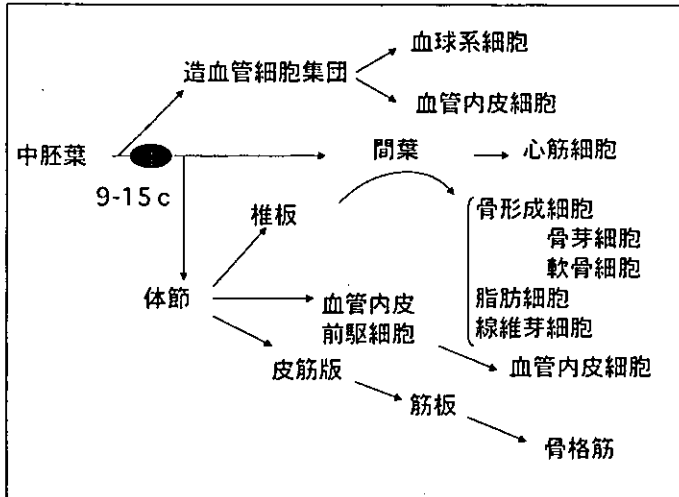 血球系細胞
造血管細胞集団
血管内皮細胞
中胚葉
間葉
心筋細胞
9-15 c
椎板
骨形成細胞
骨芽細胞
軟骨細胞
脂肪細胞
線維芽細胞
体節
血管内皮
前駆細胞
血管内皮細胞
皮筋版
筋板
骨格筋